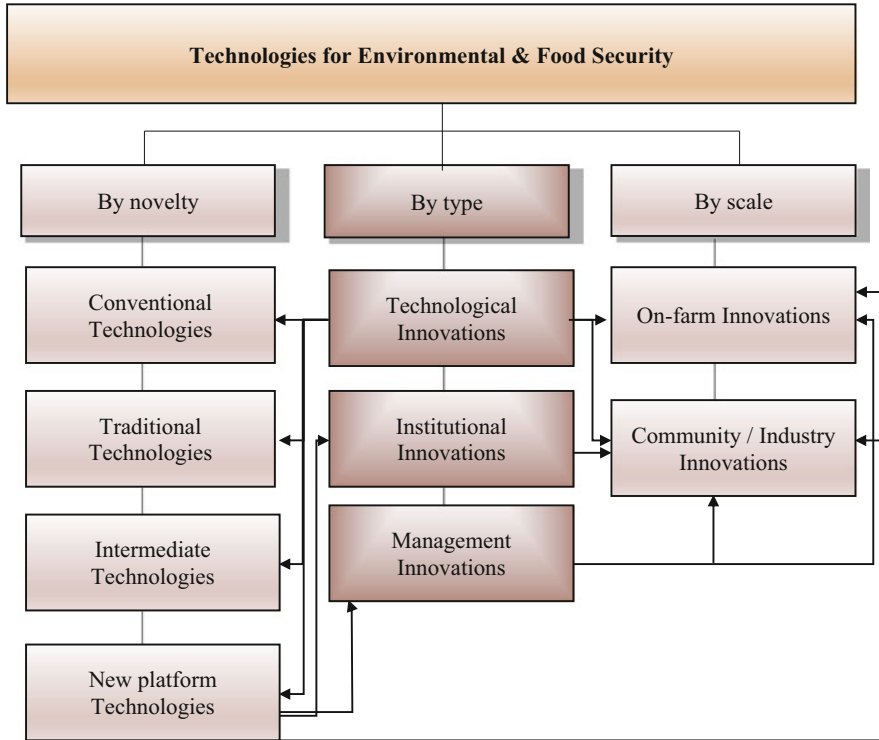 Technologies for Environmental & Food Security
By novelty
By type
By scale
Conventional
Technologies
Technological
Innovations
On-farm Innovations
Traditional
Technologies
Institutional
Innovations
Community / Industry
Innovations
Intermediate
Technologies
Management
Innovations
New platform
Technologies